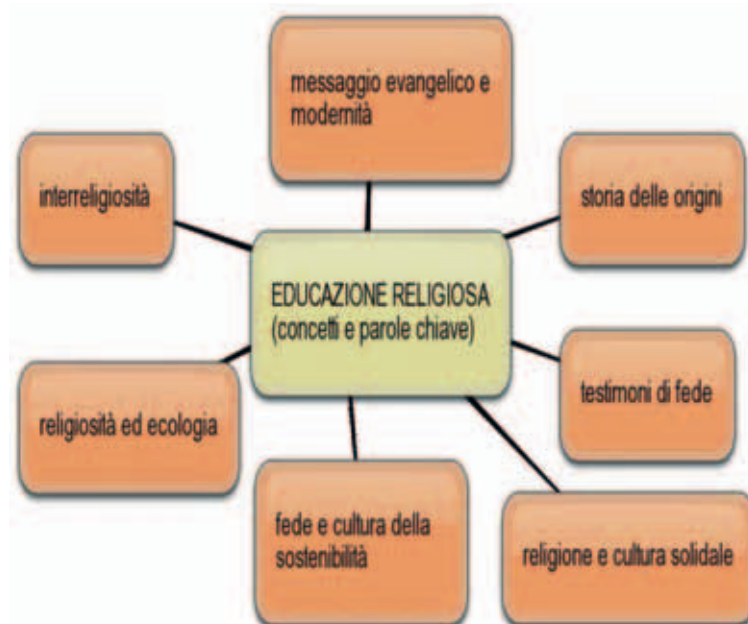 messaggio evangelico e
modernità
interreligiosità
storia delle origini
EDUCAZIONE RELIGIOSA
(concetti e parole chiave)
testimoni di fede
religiosità ed ecologia
fede e cultura della
sostenibilità
religione e cultura solidale